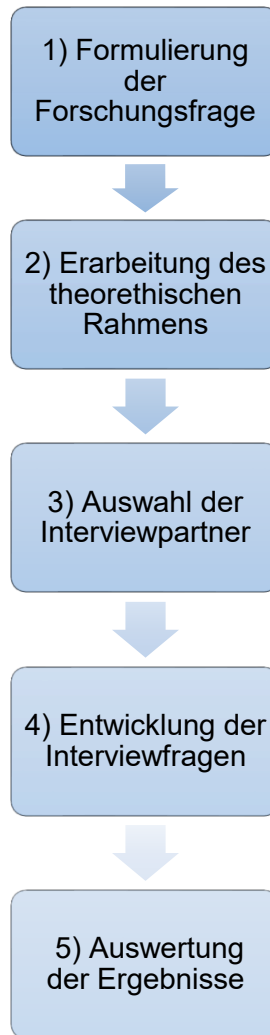 1) Formulierung
der
Forschungsfrage
2) Erarbeitung des
theorethischen
Rahmens
3) Auswahl der
Interviewpartner
4) Entwicklung der
Interviewfragen
5) Auswertung
der Ergebnisse